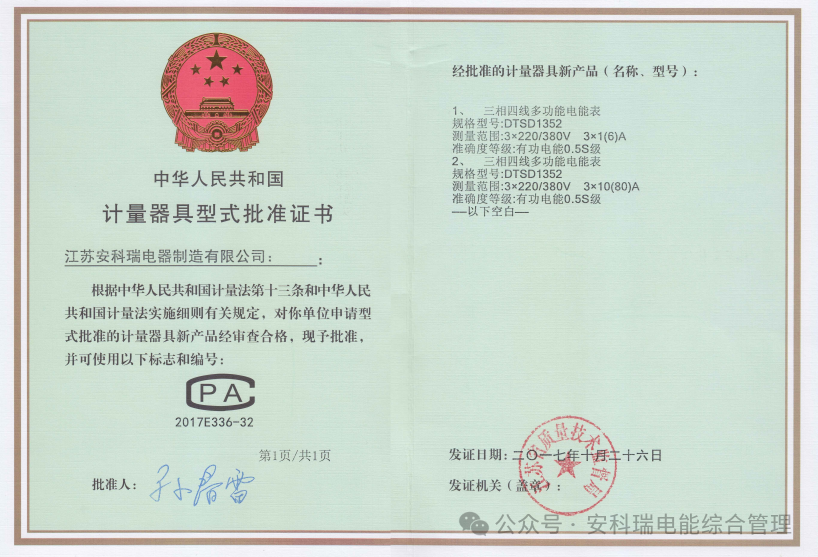 中华人民共和国
计量器具型式批准证书
江苏安科瑞电器制造有限公司：
：
根据中华人民共和国计量法第十三条和中华人民
共和国计量法实施细则有关规定，对你单位申请型
式批准的计量器具新产品经审查合格，现予批准，
并可使用以下标志和编号：
CPA
2017E336-32
第1页/共1页
批准人：
经批准的计量器具新产品（名称、型号）：
1、 三相四线多功能电能表
规格型号:DTSD1352
测量范围:3×220/380V 3×1(6)A
准确度等级:有功电能0.5S级
2、 三相四线多功能电能表
规格型号:DTSD1352
测量范围:3×220/380V 3×10(80)A
准确度等级:有功电能0.5S级
—以下空白—
发证日期：二〇一七年十月二十六日
发证机关（盖章）：
江苏省质量技术监督局
公众号·安科瑞电能综合管理